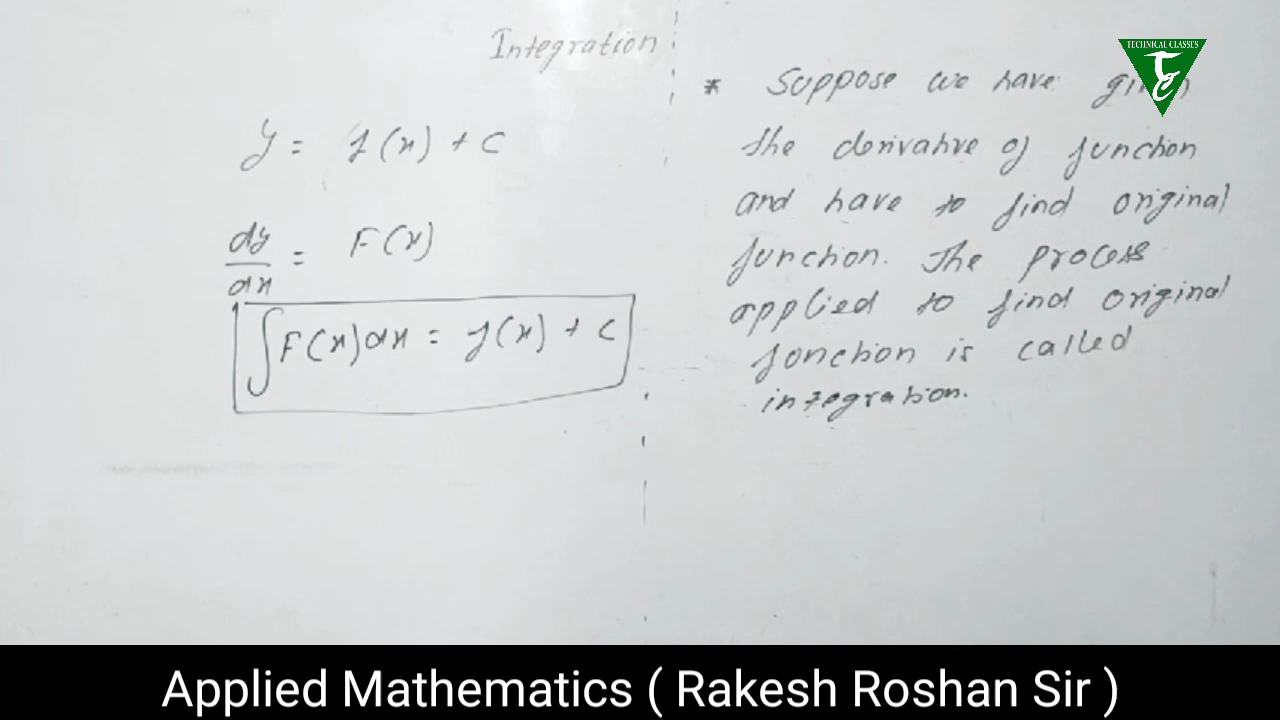 Integration
y = f(x) + c
dy/dx = F(x)
∫F(x)dx = f(x) + c
* Suppose we have
the derivative of function
and have to find original
function. The process
applied to find original
function is called
integration.
TECHNICAL CLASSES
Applied Mathematics ( Rakesh Roshan Sir )